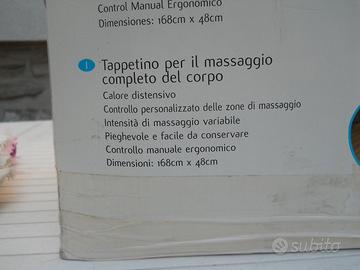 Control Manual Ergonomico
Dimensiones: 168cm x 48cm
I Tappetino per il massaggio
completo del corpo
Calore distensivo
Controllo personalizzato delle zone di massaggio
Intensità di massaggio variabile
Pieghevole e facile da conservare
Controllo manuale ergonomico
Dimensioni: 168cm x 48cm
subito